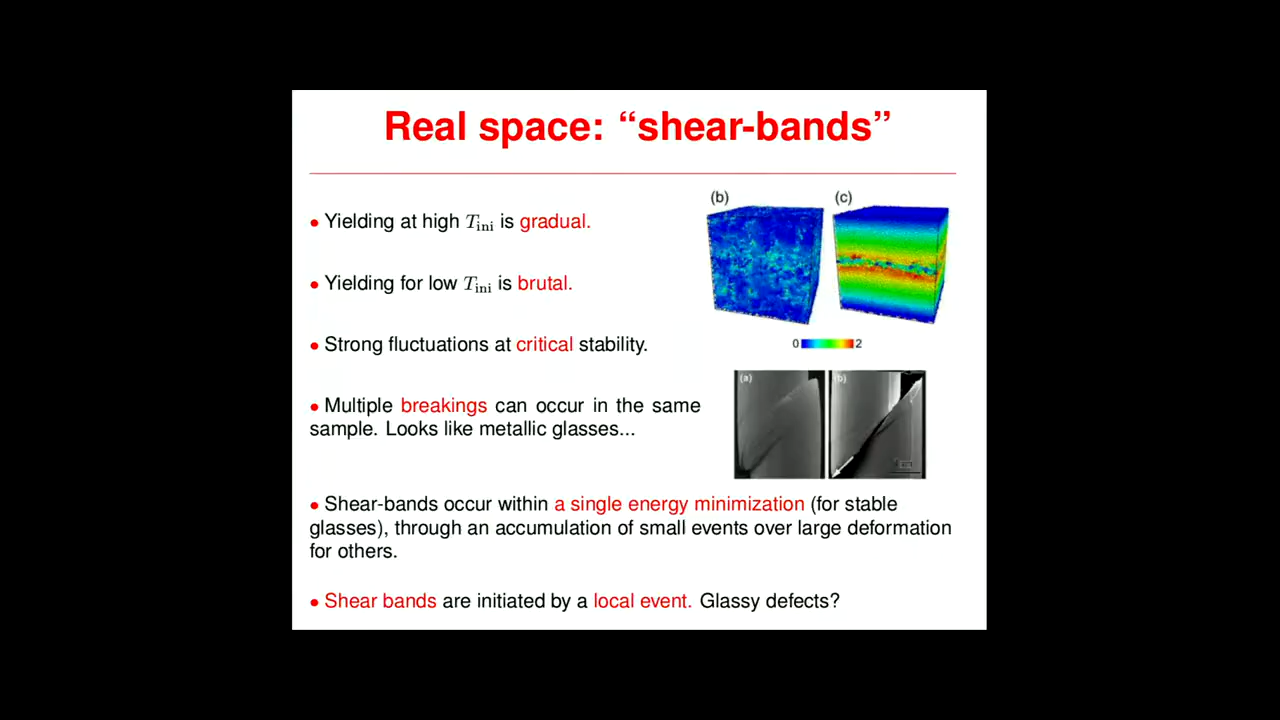 Real space: “shear-bands”
• Yielding at high Tini is gradual.
• Yielding for low Tini is brutal.
• Strong fluctuations at critical stability.
• Multiple breakings can occur in the same
sample. Looks like metallic glasses...
(b)
(c)
0
2
(a)
(b)
• Shear-bands occur within a single energy minimization (for stable
glasses), through an accumulation of small events over large deformation
for others.
• Shear bands are initiated by a local event. Glassy defects?